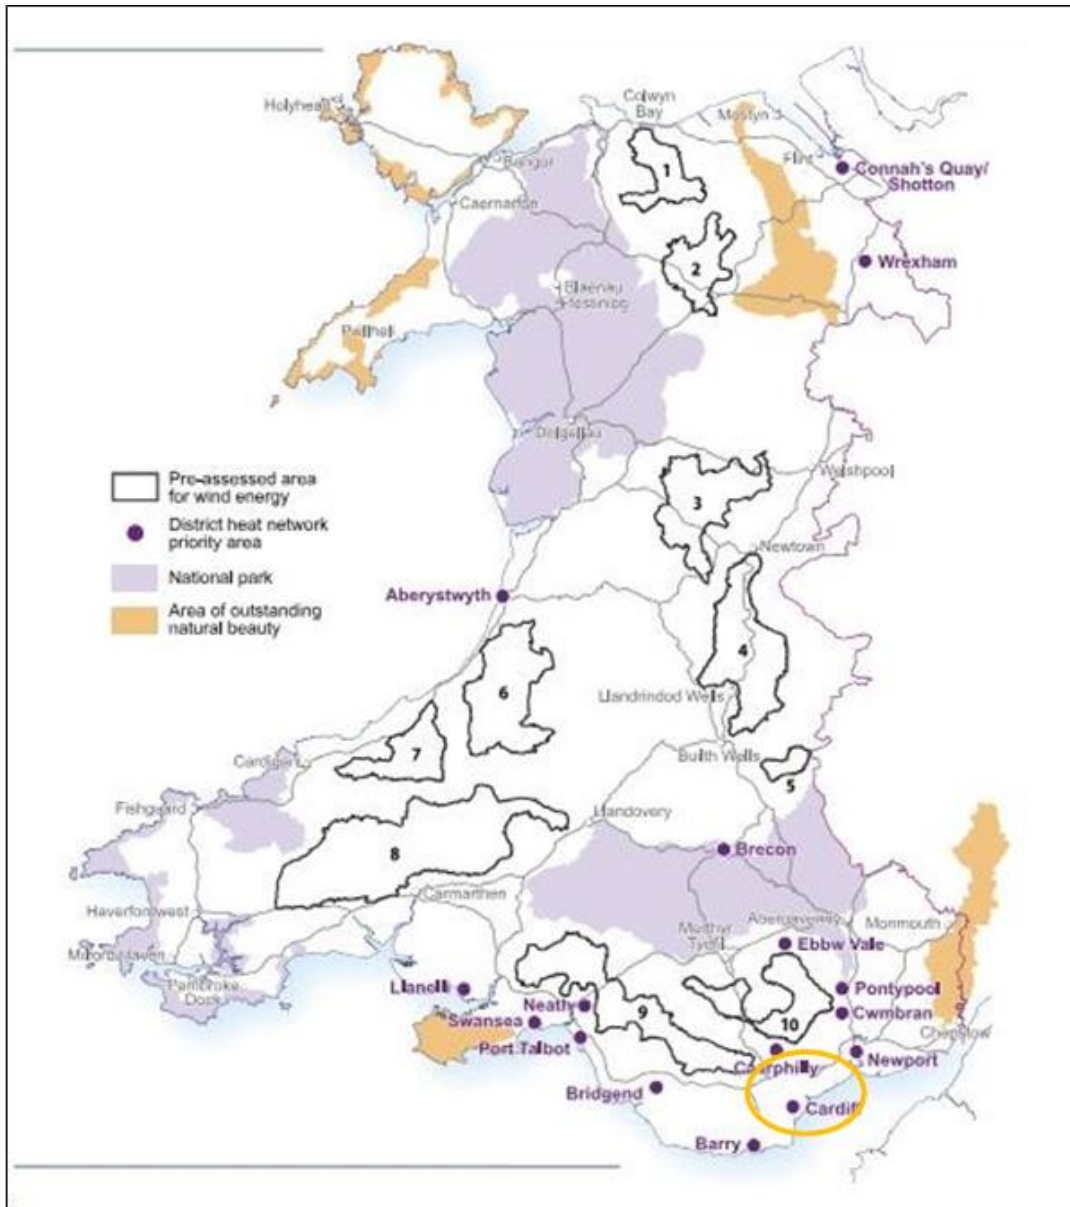 Holyhead
Colwyn
Bay
Mostyn
Flint
Connah's Quay/
Shotton
Bangor
Caernarfon
1
2
Wrexham
Blaenau
Ffestiniog
Pwllheli
Dolgellau
Welshpool
Pre-assessed area
for wind energy
District heat network
priority area
National park
Area of outstanding
natural beauty
3
Newtown
Aberystwyth
4
6
Llandrindod Wells
7
Builth Wells
Cardigan
5
Fishguard
Llandovery
8
Brecon
Carmarthen
Haverfordwest
Abergavenny
Monmouth
Merthyr
Tydfil
Ebbw Vale
Milford Haven
Pembroke
Dock
Llanelli
Pontypool
Neath
9
10
Cwmbran
Swansea
Chepstow
Port Talbot
Caerphilly
Newport
Bridgend
Cardiff
Barry